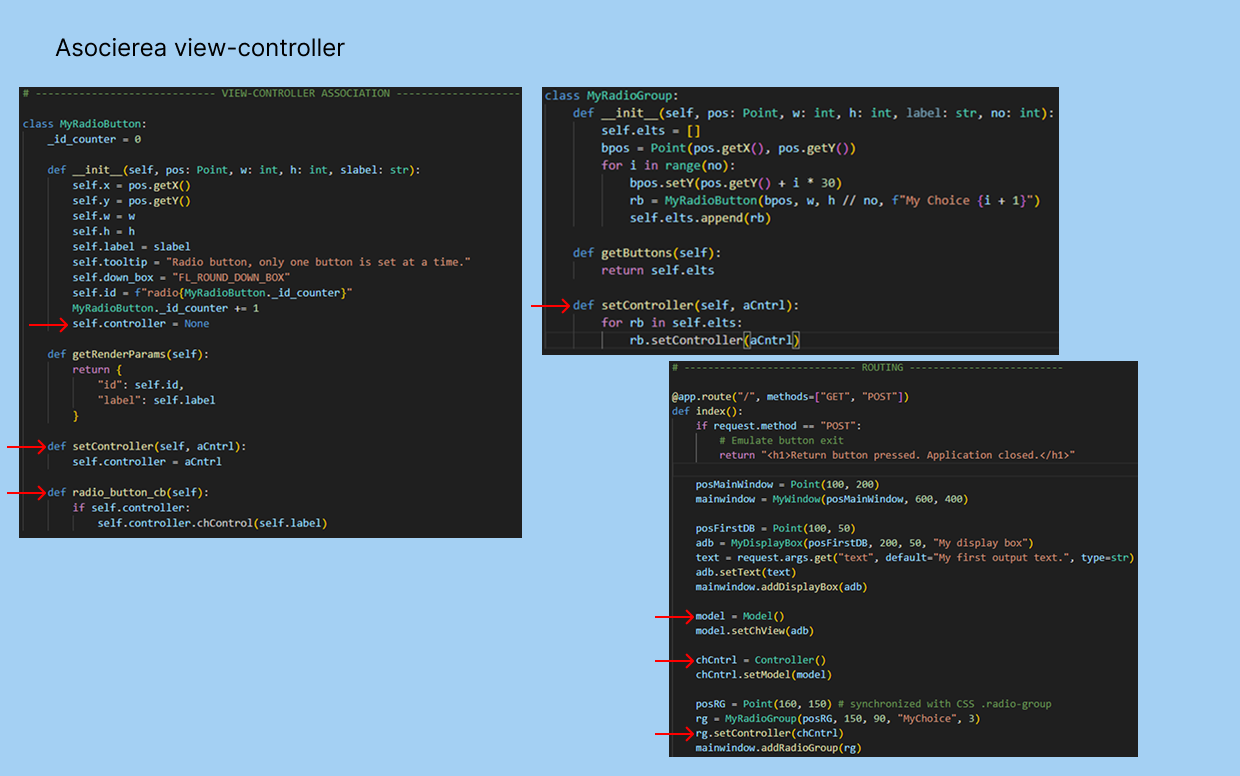 Asocierea view-controller
# ----------------------------- VIEW-CONTROLLER ASSOCIATION --------------------
class MyRadioButton:
    _id_counter = 0
    def __init__(self, pos: Point, w: int, h: int, slabel: str):
        self.x = pos.getX()
        self.y = pos.getY()
        self.w = w
        self.h = h
        self.label = slabel
        self.tooltip = "Radio button, only one button is set at a time."
        self.down_box = "FL_ROUND_DOWN_BOX"
        self.id = f"radio{MyRadioButton._id_counter}"
        MyRadioButton._id_counter += 1
        self.controller = None
    def getRenderParams(self):
        return {
            "id": self.id,
            "label": self.label
        }
    def setController(self, aCntrl):
        self.controller = aCntrl
    def radio_button_cb(self):
        if self.controller:
            self.controller.chControl(self.label)
class MyRadioGroup:
    def __init__(self, pos: Point, w: int, h: int, label: str, no: int):
        self.elts = []
        bpos = Point(pos.getX(), pos.getY())
        for i in range(no):
            bpos.setY(pos.getY() + i * 30)
            rb = MyRadioButton(bpos, w, h // no, f"My Choice {i + 1}")
            self.elts.append(rb)
    def getButtons(self):
        return self.elts
    def setController(self, aCntrl):
        for rb in self.elts:
            rb.setController(aCntrl)
# ---------------------------- ROUTING -------------------------
@app.route("/", methods=["GET", "POST"])
def index():
    if request.method == "POST":
        # Emulate button exit
        return "<h1>Return button pressed. Application closed.</h1>"
    posMainWindow = Point(100, 200)
    mainwindow = MyWindow(posMainWindow, 600, 400)
    posFirstDB = Point(100, 50)
    adb = MyDisplayBox(posFirstDB, 200, 50, "My display box")
    text = request.args.get("text", default="My first output text.", type=str)
    adb.setText(text)
    mainwindow.addDisplayBox(adb)
    model = Model()
    model.setChView(adb)
    chCntrl = Controller()
    chCntrl.setModel(model)
    posRG = Point(160, 150) # synchronized with CSS .radio-group
    rg = MyRadioGroup(posRG, 150, 90, "MyChoice", 3)
    rg.setController(chCntrl)
    mainwindow.addRadioGroup(rg)